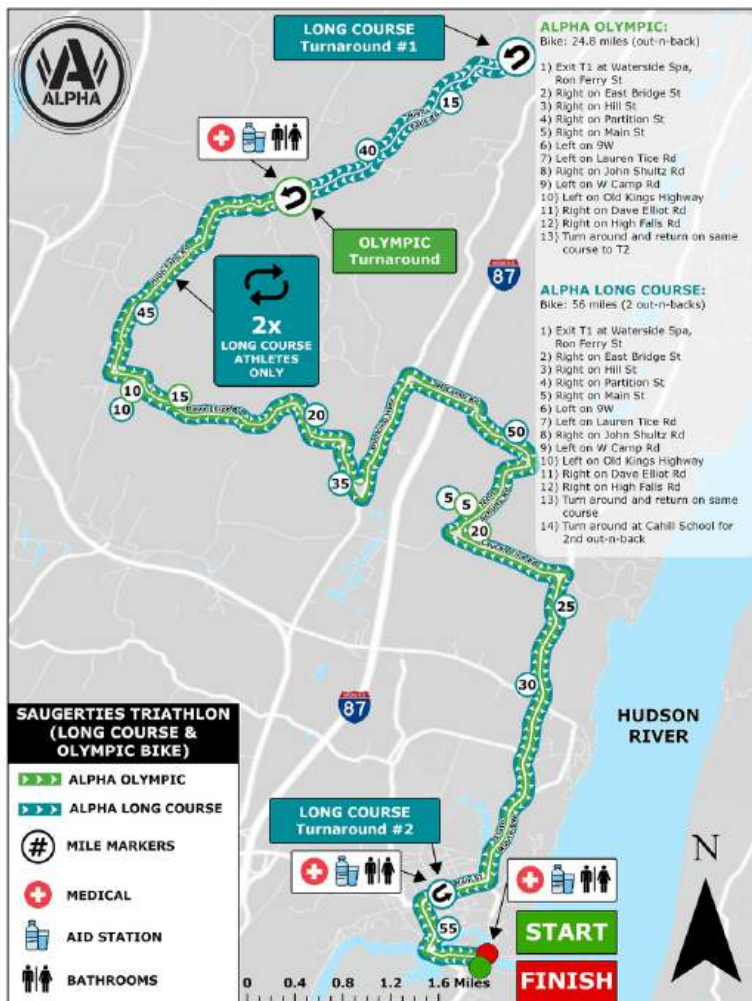 ALPHA
LONG COURSE
Turnaround #1
15
40
OLYMPIC
Turnaround
87
2x
LONG COURSE
ATHLETES
ONLY
45
10
10
15
20
35
50
5
5
20
25
30
87
HUDSON
RIVER
LONG COURSE
Turnaround #2
55
START
FINISH
N
ALPHA OLYMPIC:
Bike: 24.8 miles (out-n-back)
1) Exit T1 at Waterside Spa,
Ron Ferry St
2) Right on East Bridge St
3) Right on Hill St
4) Right on Partition St
5) Right on Main St
6) Left on 9W
7) Left on Lauren Tice Rd
8) Right on John Shultz Rd
9) Left on W Camp Rd
10) Left on Old Kings Highway
11) Right on Dave Elliot Rd
12) Right on High Falls Rd
13) Turn around and return on same
course to T2
ALPHA LONG COURSE:
Bike: 56 miles (2 out-n-backs)
1) Exit T1 at Waterside Spa,
Ron Ferry St
2) Right on East Bridge St
3) Right on Hill St
4) Right on Partition St
5) Right on Main St
6) Left on 9W
7) Left on Lauren Tice Rd
8) Right on John Shultz Rd
9) Left on W Camp Rd
10) Left on Old Kings Highway
11) Right on Dave Elliot Rd
12) Right on High Falls Rd
13) Turn around and return on same
course
14) Turn around at Cahill School for
2nd out-n-back
SAUGERTIES TRIATHLON
(LONG COURSE &
OLYMPIC BIKE)
ALPHA OLYMPIC
ALPHA LONG COURSE
# MILE MARKERS
MEDICAL
AID STATION
BATHROOMS
0 0.4 0.8 1.2 1.6 Miles